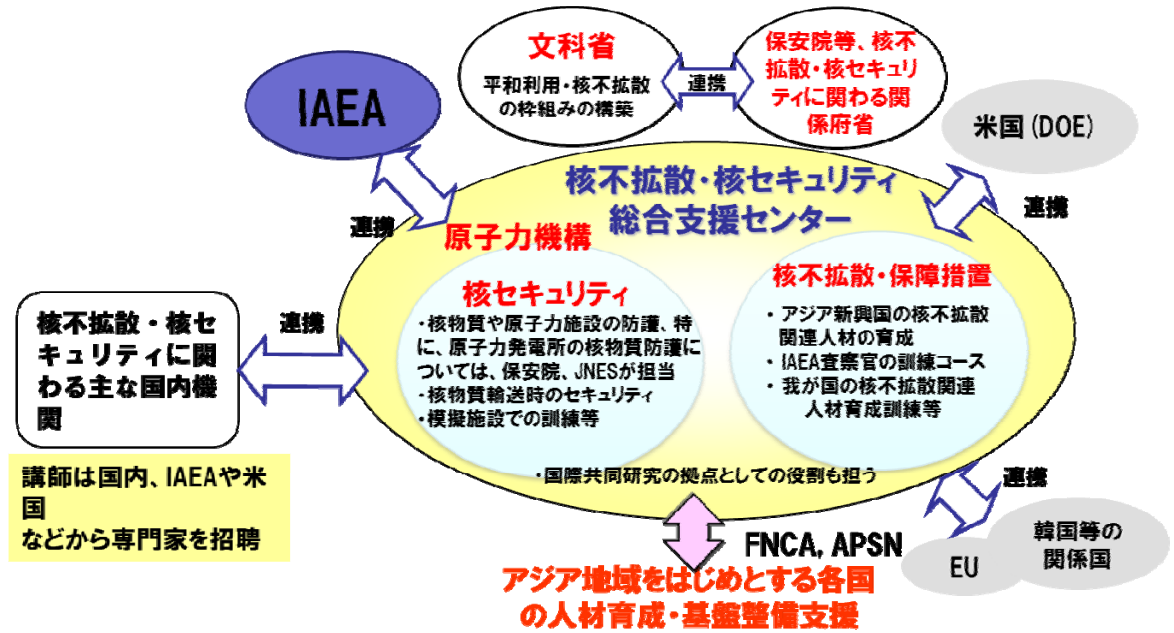 文科省
平和利用・核不拡散
の枠組みの構築
連携
保安院等、核不
拡散・核セキュリ
ティに関わる関
係府省
IAEA
米国(DOE)
連携
連携
核不拡散・核セキュリティ
総合支援センター
原子力機構
核セキュリティ
・核物質や原子力施設の防護、特
に、原子力発電所の核物質防護に
ついては、保安院、JNESが担当
・核物質輸送時のセキュリティ
・模擬施設での訓練等
核不拡散・保障措置
・アジア新興国の核不拡散
関連人材の育成
・IAEA査察官の訓練コース
・我が国の核不拡散関連
人材育成訓練等
連携
核不拡散・核セ
キュリティに関
わる主な国内機
関
講師は国内、IAEAや米
国
などから専門家を招聘
・国際共同研究の拠点としての役割も担う
連携
FNCA, APSN
EU
韓国等の
関係国
アジア地域をはじめとする各国
の人材育成・基盤整備支援